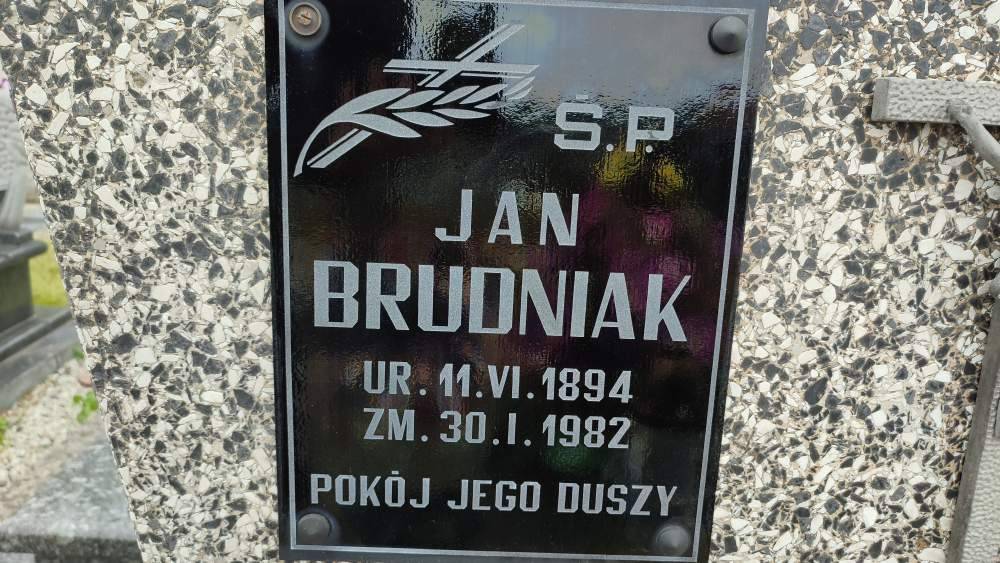 Ś.P.
JAN
BRUDNIAK
UR. 11.VI.1894
ZM. 30.I.1982
POKÓJ JEGO DUSZY